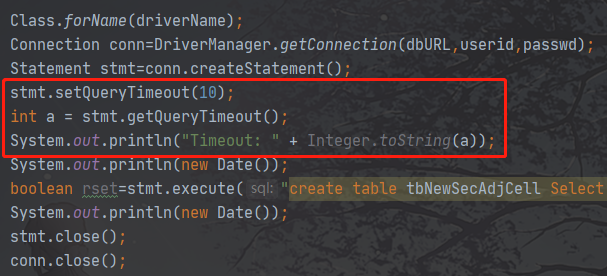 Class.forName(driverName);
Connection conn=DriverManager.getConnection(dbURL,userid,passwd);
Statement stmt=conn.createStatement();
stmt.setQueryTimeout(10);
int a = stmt.getQueryTimeout();
System.out.println("Timeout: " + Integer.toString(a));
System.out.println(new Date());
boolean rset=stmt.execute( sql: "create table tbNewSecAdjCell Select
System.out.println(new Date());
stmt.close();
conn.close();